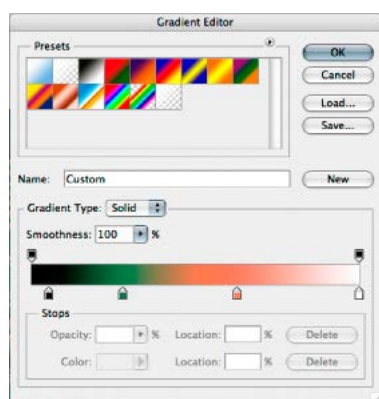 Gradient Editor
Presets
OK
Cancel
Load...
Save...
Name: Custom
New
Gradient Type: Solid
Smoothness: 100 %
Stops
Opacity: % Location: % Delete
Color: Location: % Delete